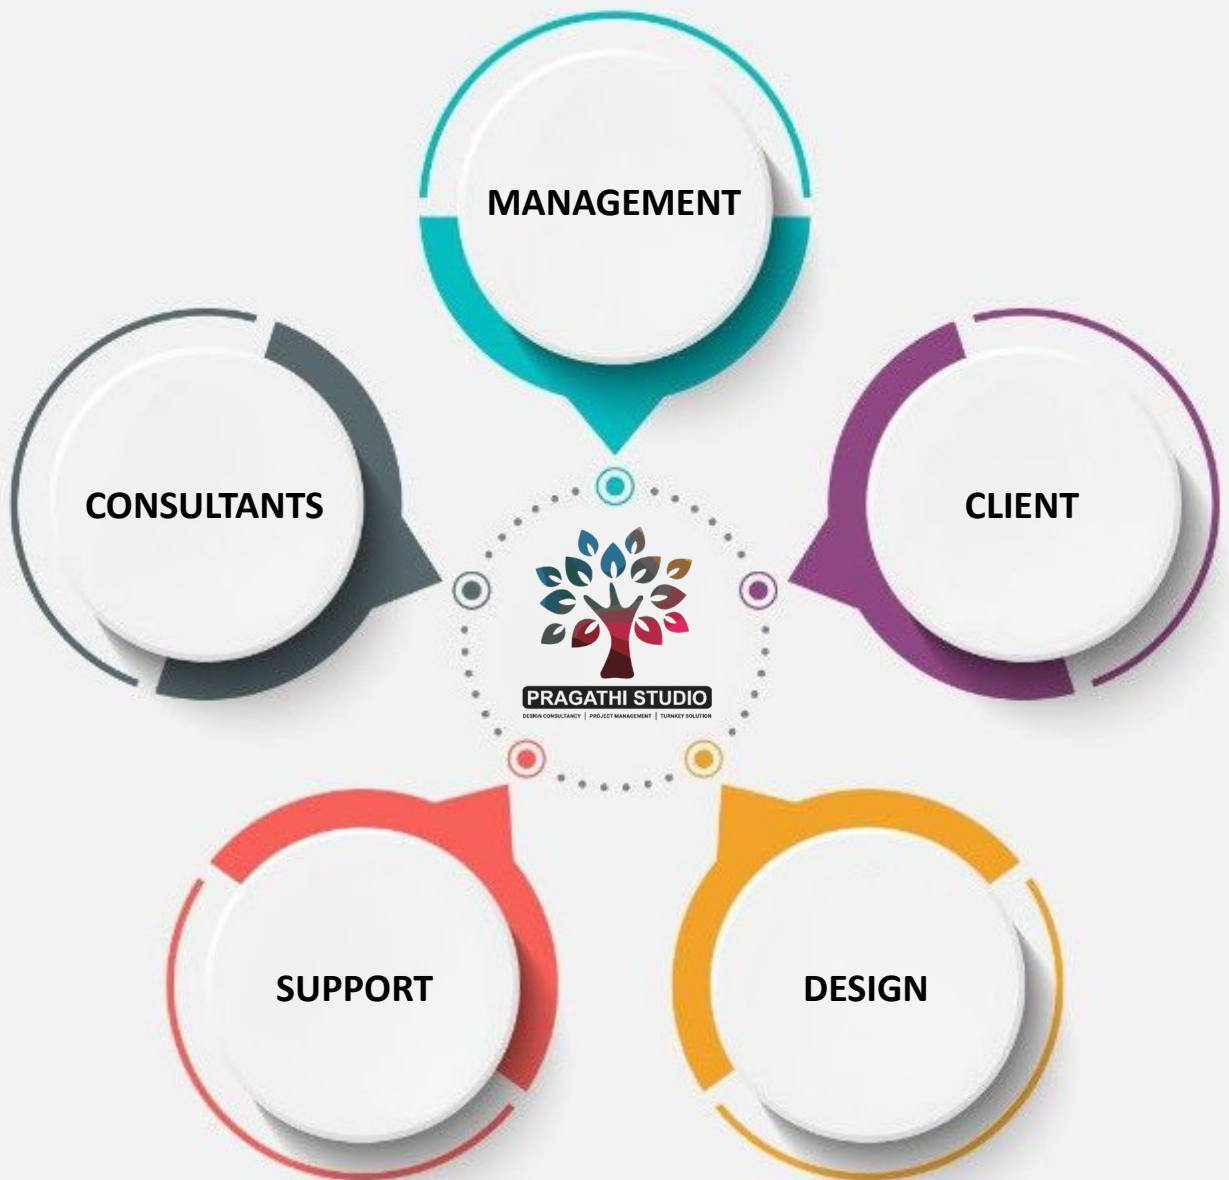 MANAGEMENT
CONSULTANTS
CLIENT
PRAGATHI STUDIO
DESIGN CONSULTANCY | PROJECT MANAGEMENT | TURNKEY SOLUTION
SUPPORT
DESIGN